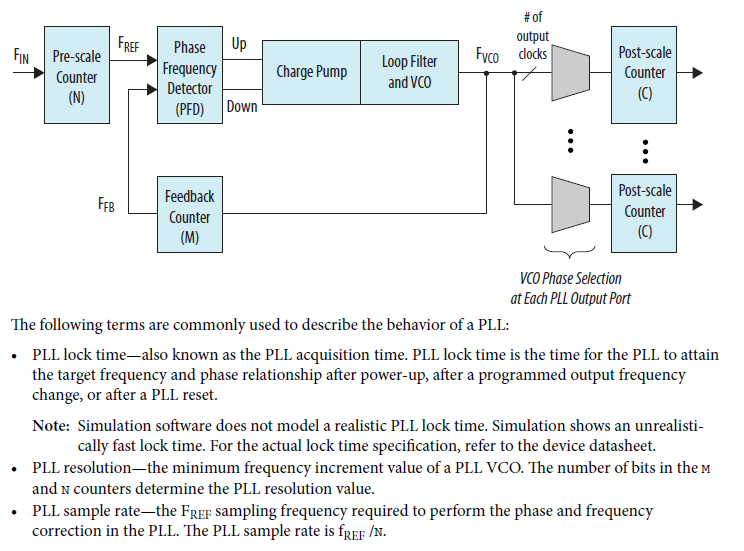 # of
output
clocks
FIN
Pre-scale
Counter
(N)
FREF
Phase
Frequency
Detector
(PFD)
Up
Down
Charge Pump
Loop Filter
and VCO
FVCO
Post-scale
Counter
(C)
FFB
Feedback
Counter
(M)
Post-scale
Counter
(C)
VCO Phase Selection
at Each PLL Output Port
The following terms are commonly used to describe the behavior of a PLL:
• PLL lock time—also known as the PLL acquisition time. PLL lock time is the time for the PLL to attain
the target frequency and phase relationship after power-up, after a programmed output frequency
change, or after a PLL reset.
Note: Simulation software does not model a realistic PLL lock time. Simulation shows an unrealisti-
cally fast lock time. For the actual lock time specification, refer to the device datasheet.
• PLL resolution—the minimum frequency increment value of a PLL VCO. The number of bits in the M
and N counters determine the PLL resolution value.
• PLL sample rate—the FREF sampling frequency required to perform the phase and frequency
correction in the PLL. The PLL sample rate is fREF /N.